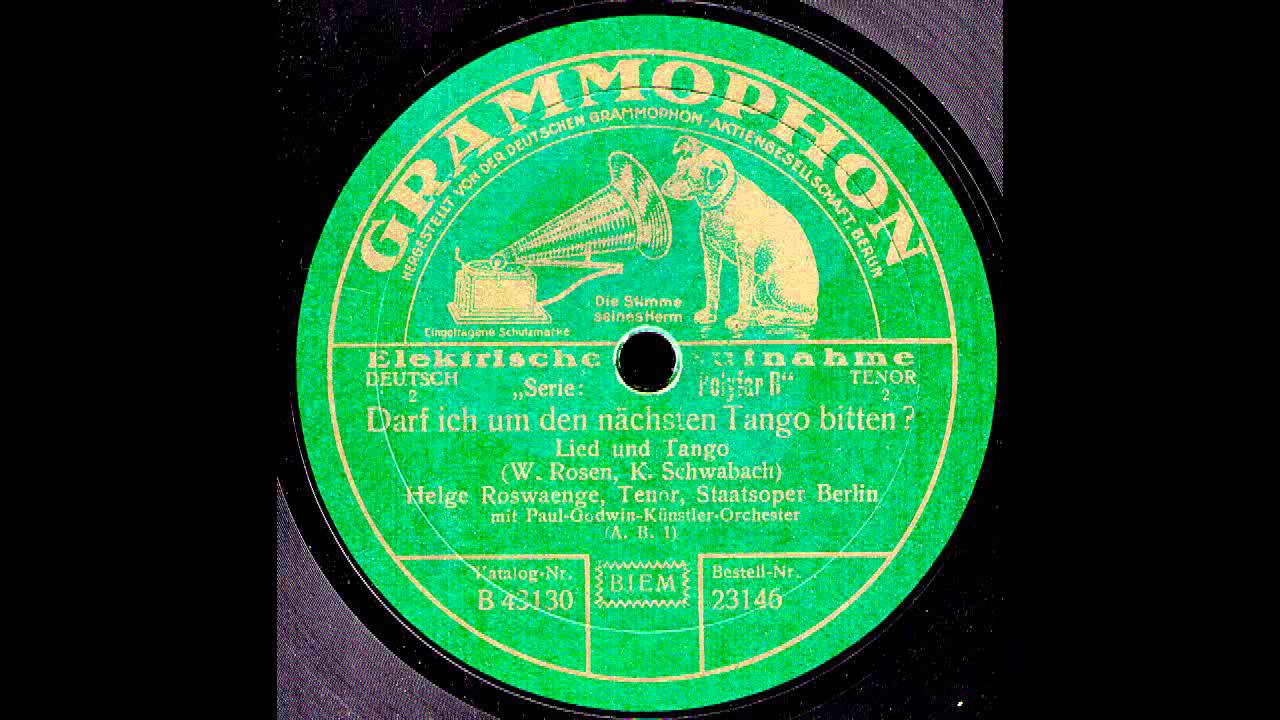 GRAMMOPHON
HERGESTELLT VON DER DEUTSCHEN GRAMMOPHON-AKTIENGESELLSCHAFT, BERLIN
Die Stimme
seines Herrn
Eingetragene Schutzmarke
Elektrische Aufnahme
DEUTSCH TENOR
2 „Serie: Polyfar R“ 2
Darf ich um den nächsten Tango bitten?
Lied und Tango
(W. Rosen, K. Schwabach)
Helge Roswaenge, Tenor, Staatsoper Berlin
mit Paul-Godwin-Künstler-Orchester
(A. B. 1)
Katalog-Nr. BIEM Bestell-Nr.
B 43130 23146